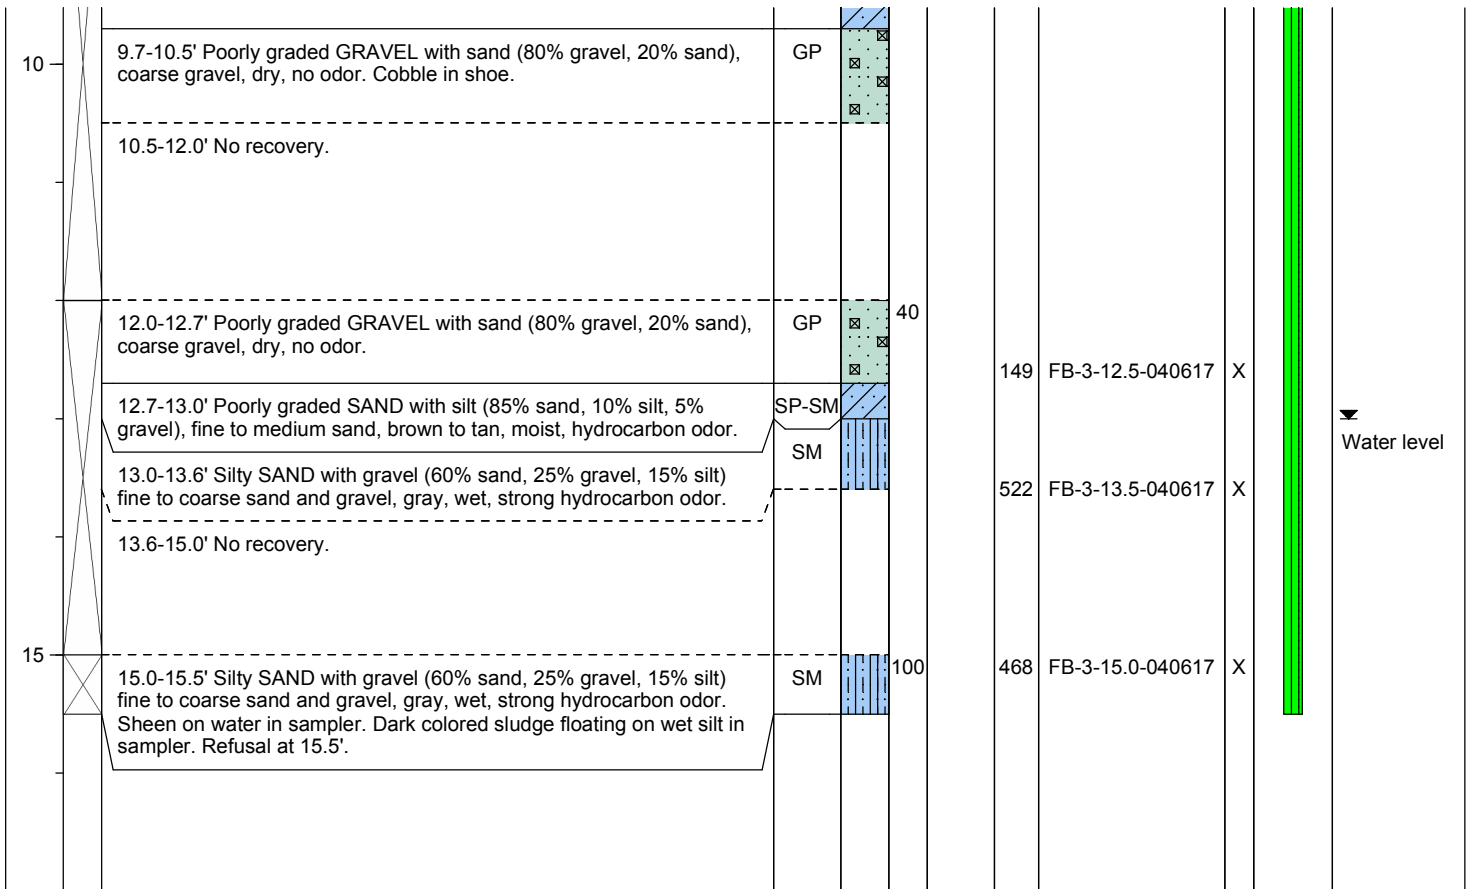 9.7-10.5' Poorly graded GRAVEL with sand (80% gravel, 20% sand),
coarse gravel, dry, no odor. Cobble in shoe.
GP
10
10.5-12.0' No recovery.
12.0-12.7' Poorly graded GRAVEL with sand (80% gravel, 20% sand),
coarse gravel, dry, no odor.
GP
40
149 FB-3-12.5-040617 X
12.7-13.0' Poorly graded SAND with silt (85% sand, 10% silt, 5%
gravel), fine to medium sand, brown to tan, moist, hydrocarbon odor.
SP-SM
Water level
13.0-13.6' Silty SAND with gravel (60% sand, 25% gravel, 15% silt)
fine to coarse sand and gravel, gray, wet, strong hydrocarbon odor.
SM
522 FB-3-13.5-040617 X
13.6-15.0' No recovery.
15
15.0-15.5' Silty SAND with gravel (60% sand, 25% gravel, 15% silt)
fine to coarse sand and gravel, gray, wet, strong hydrocarbon odor.
Sheen on water in sampler. Dark colored sludge floating on wet silt in
sampler. Refusal at 15.5'.
SM
100
468 FB-3-15.0-040617 X